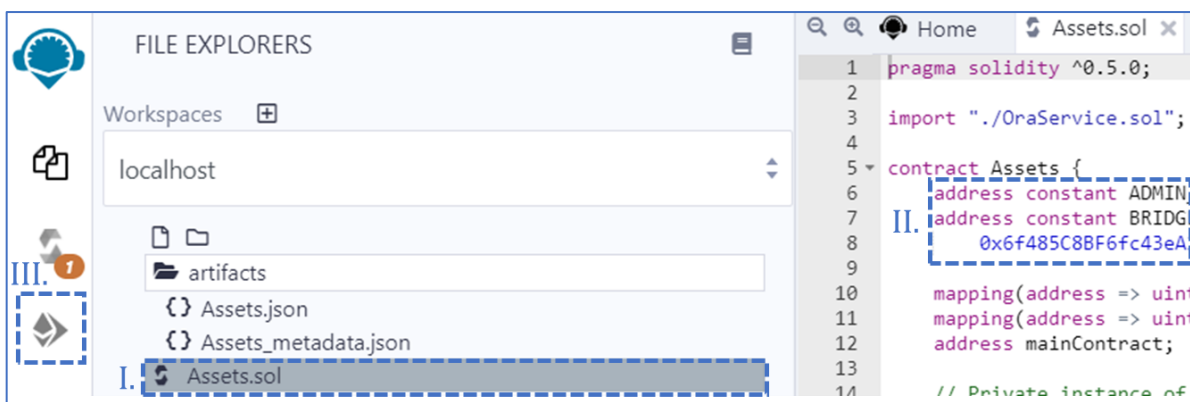 FILE EXPLORERS
Workspaces
localhost
artifacts
Assets.json
Assets_metadata.json
I.
Assets.sol
III.
1
Home
Assets.sol
1 pragma solidity ^0.5.0;
2
3 import "./OraService.sol";
4
5 contract Assets {
6 address constant ADMIN
7 address constant BRIDG
8 0x6f485C8BF6fc43eA
II.
9
10 mapping(address => uint
11 mapping(address => uint
12 address mainContract;
13
14 // Private instance of